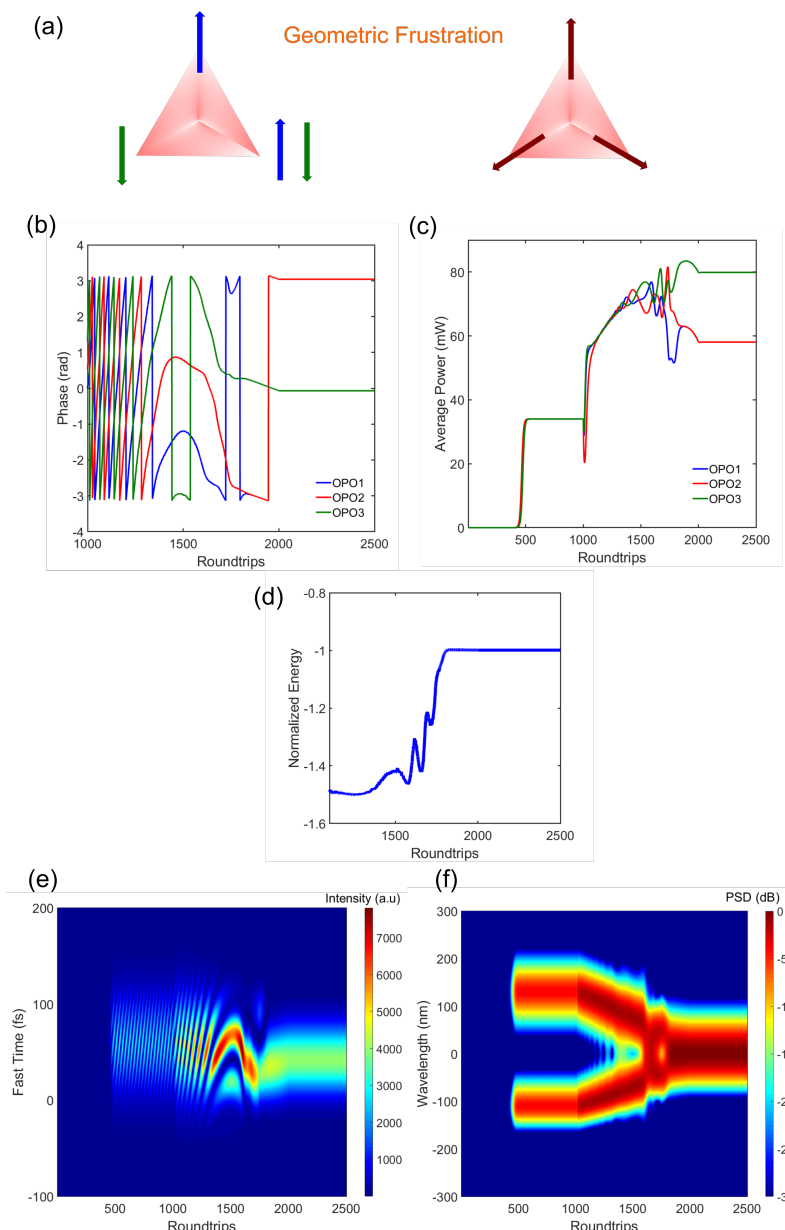 (a)
Geometric Frustration
(b)
(c)
4
3
2
1
0
-1
-2
-3
-4
Phase (rad)
OPO1
OPO2
OPO3
1000
1500
2000
2500
Roundtrips
80
60
40
20
0
Average Power (mW)
OPO1
OPO2
OPO3
500
1000
1500
2000
2500
Roundtrips
(d)
-0.8
-1
-1.2
-1.4
-1.6
Normalized Energy
1500
2000
2500
Roundtrips
(e)
Intensity (a.u)
200
100
0
-100
Fast Time (fs)
7000
6000
5000
4000
3000
2000
1000
500
1000
1500
2000
2500
Roundtrips
(f)
PSD (dB)
300
200
100
0
-100
-200
-300
Wavelength (nm)
0
500
1000
1500
2000
2500
Roundtrips